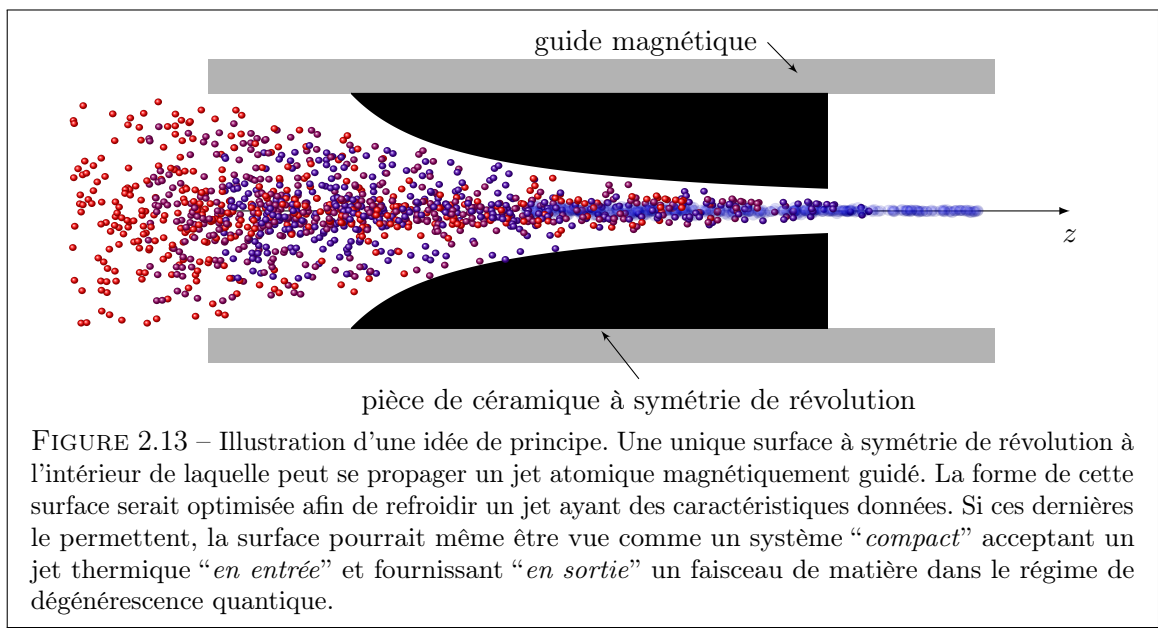 guide magnétique
z
pièce de céramique à symétrie de révolution
FIGURE 2.13 – Illustration d'une idée de principe. Une unique surface à symétrie de révolution à
l'intérieur de laquelle peut se propager un jet atomique magnétiquement guidé. La forme de cette
surface serait optimisée afin de refroidir un jet ayant des caractéristiques données. Si ces dernières
le permettent, la surface pourrait même être vue comme un système “compact” acceptant un
jet thermique “en entrée” et fournissant “en sortie” un faisceau de matière dans le régime de
dégénérescence quantique.